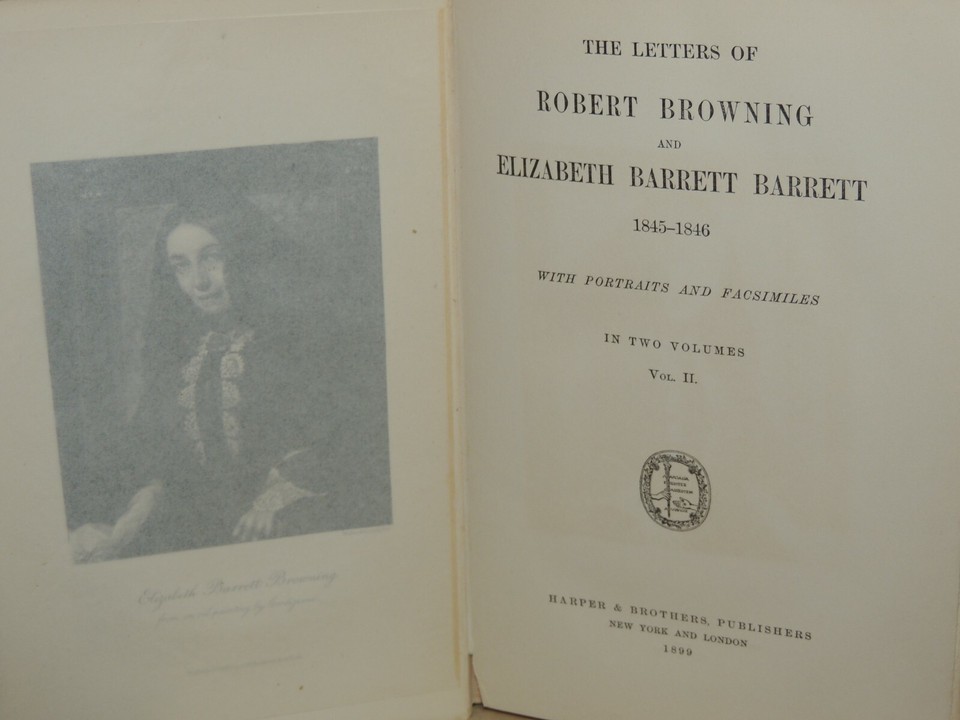 Elizabeth Barrett Browning
THE LETTERS OF
ROBERT BROWNING
AND
ELIZABETH BARRETT BARRETT
1845–1846
WITH PORTRAITS AND FACSIMILES
IN TWO VOLUMES
VOL. II.
HARPER & BROTHERS, PUBLISHERS
NEW YORK AND LONDON
1899